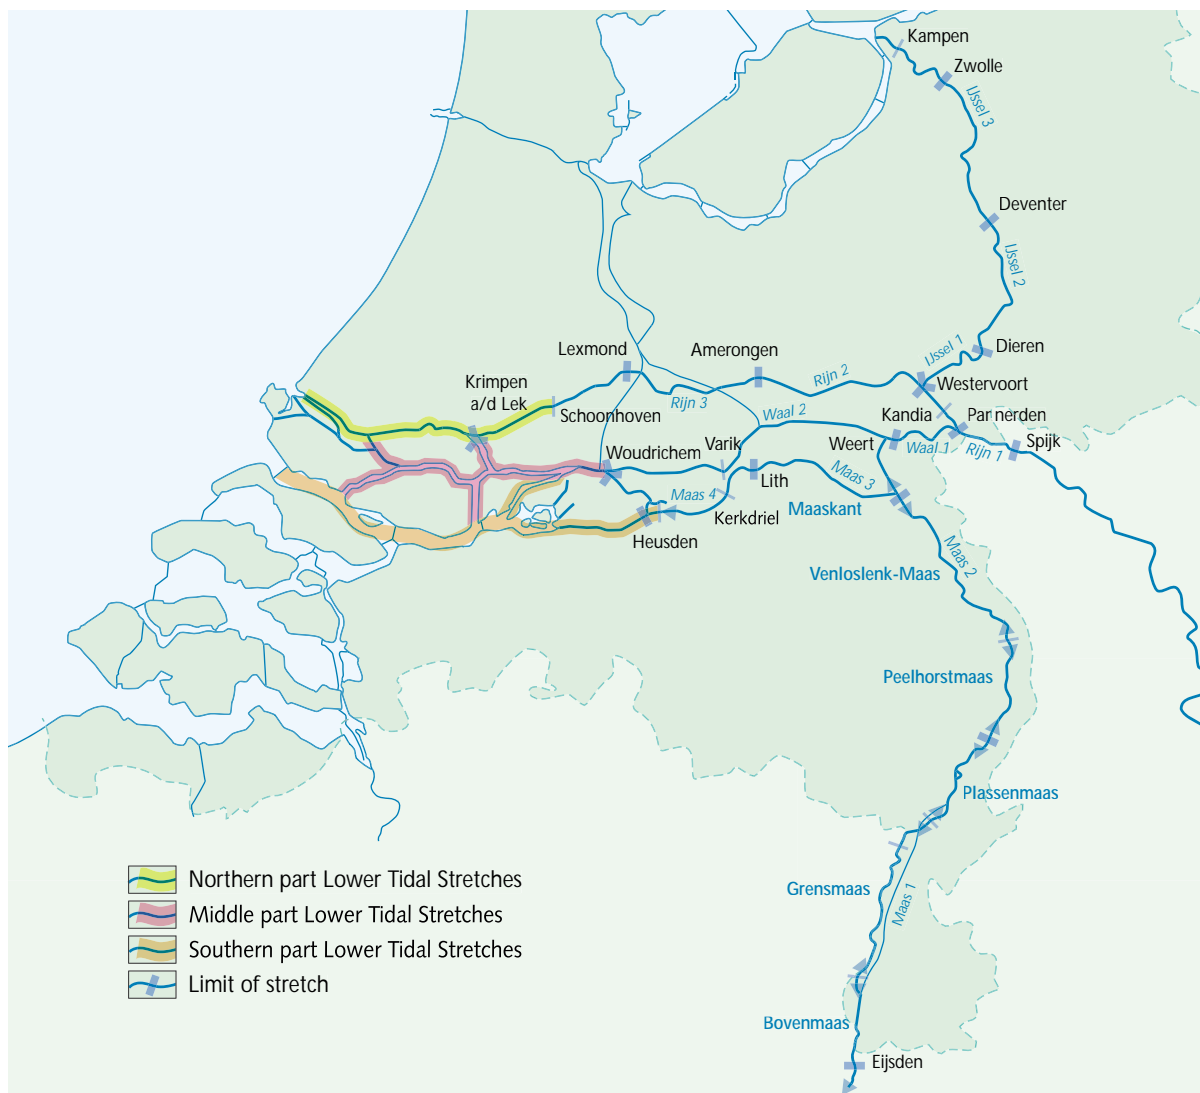 Kampen
Zwolle
IJssel 3
Deventer
IJssel 2
Dieren
IJssel 1
Lexmond
Amerongen
Rijn 2
Westervoort
Krimpen
a/d Lek
Schoonhoven
Rijn 3
Waal 2
Kandia
Pannerden
Spijk
Woudrichem
Varik
Weert
Waal 1
Rijn 1
Lith
Maas 3
Maas 4
Kerkdriel
Maaskant
Heusden
Maas 2
Venloslenk-Maas
Peelhorstmaas
Plassenmaas
Grensmaas
Maas 1
Bovenmaas
Eijsden
Northern part Lower Tidal Stretches
Middle part Lower Tidal Stretches
Southern part Lower Tidal Stretches
Limit of stretch